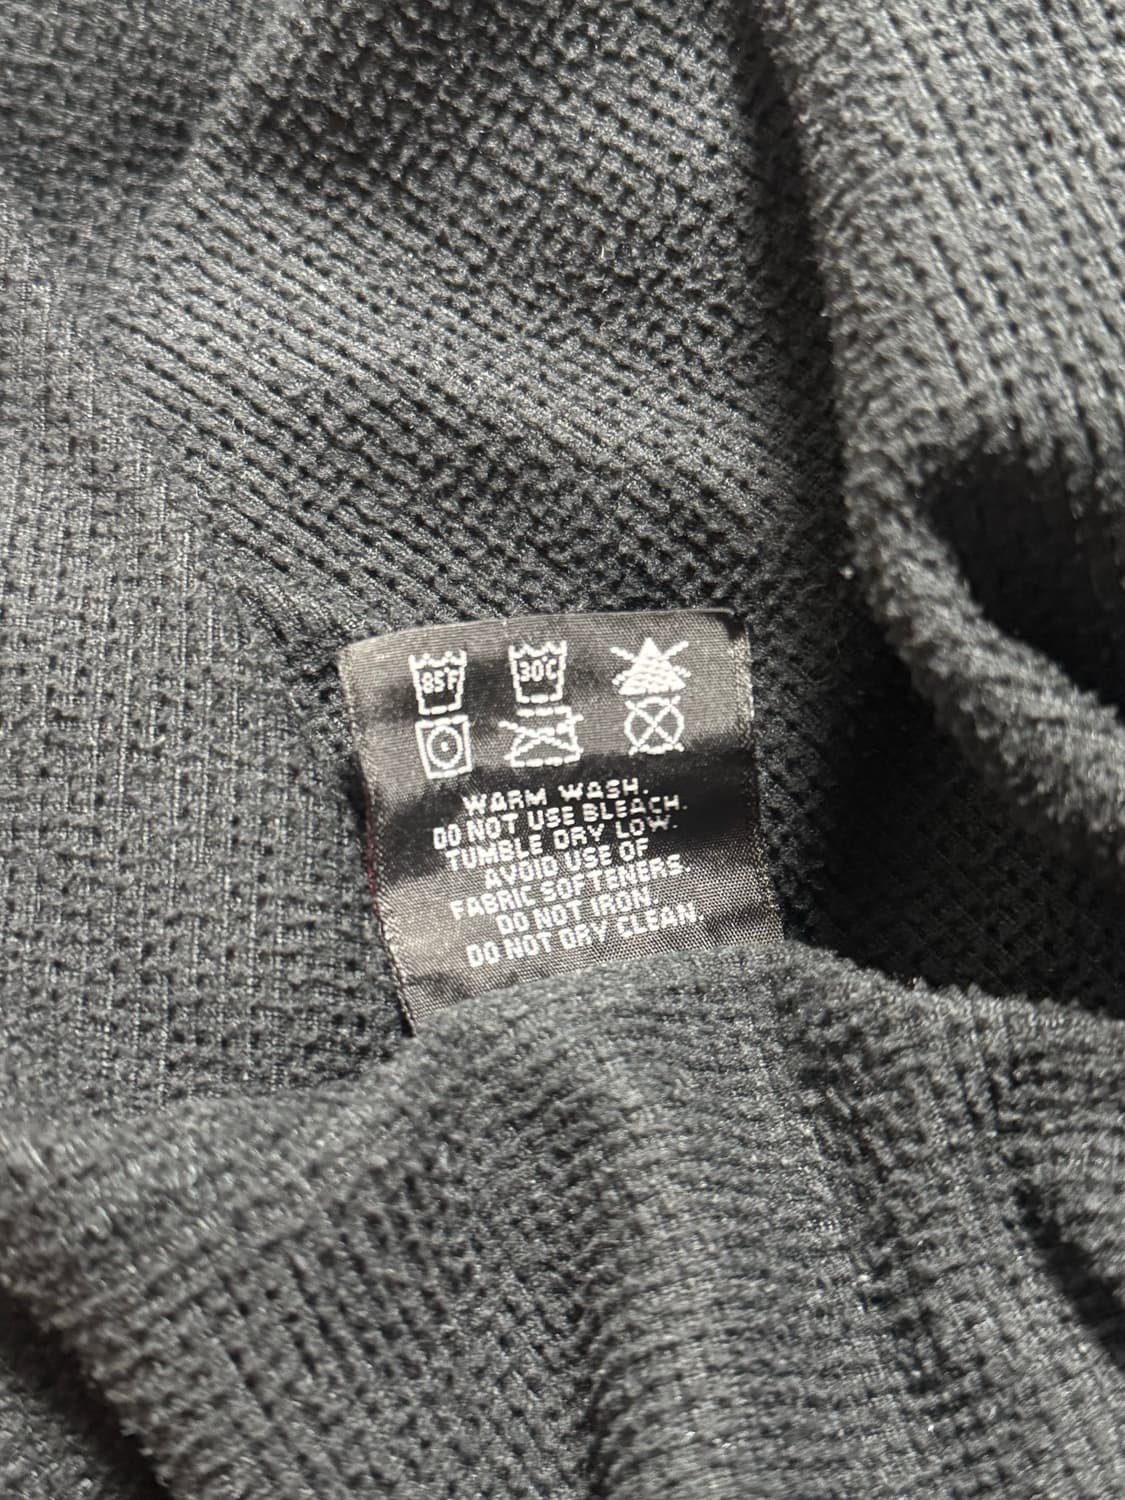 85°F 30°C
WARM WASH.
DO NOT USE BLEACH.
TUMBLE DRY LOW.
AVOID USE OF
FABRIC SOFTENERS.
DO NOT IRON.
DO NOT DRY CLEAN.